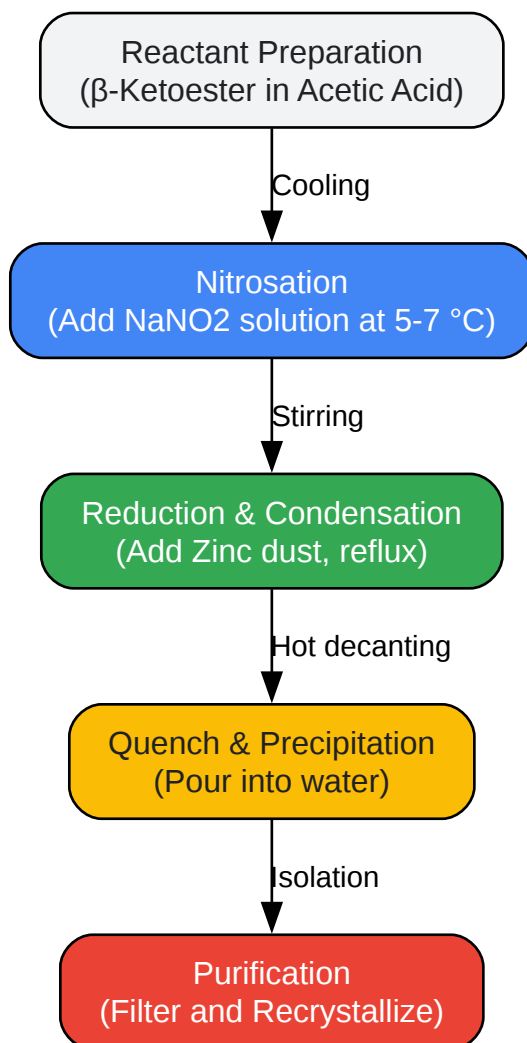 Reactant Preparation
(β-Ketoester in Acetic Acid)
Cooling
Nitrosation
(Add NaNO2 solution at 5-7 °C)
Stirring
Reduction & Condensation
(Add Zinc dust, reflux)
Hot decanting
Quench & Precipitation
(Pour into water)
Isolation
Purification
(Filter and Recrystallize)